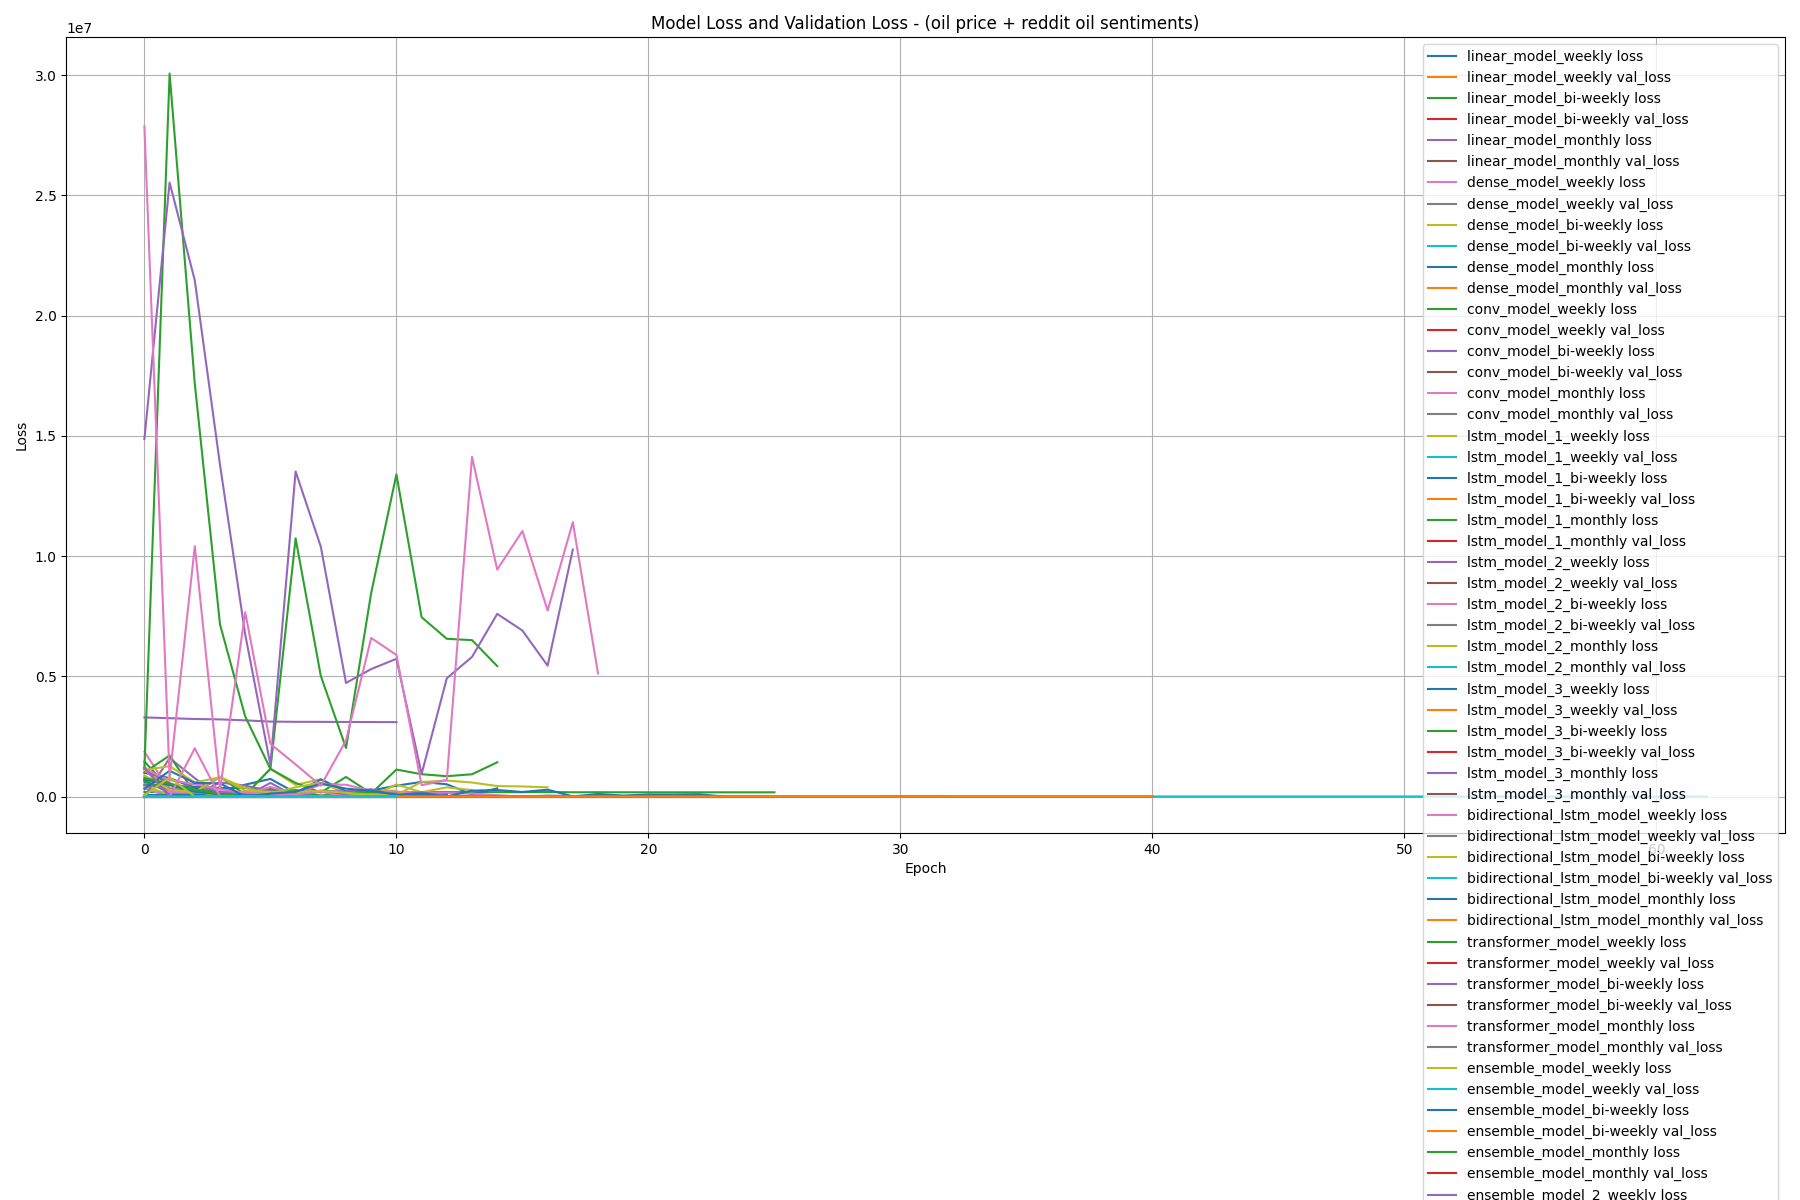 Model Loss and Validation Loss - (oil price + reddit oil sentiments)
1e7
3.0
2.5
2.0
1.5
1.0
0.5
0.0
Loss
0 10 20 30 40 50 60
Epoch
linear_model_weekly loss
linear_model_weekly val_loss
linear_model_bi-weekly loss
linear_model_bi-weekly val_loss
linear_model_monthly loss
linear_model_monthly val_loss
dense_model_weekly loss
dense_model_weekly val_loss
dense_model_bi-weekly loss
dense_model_bi-weekly val_loss
dense_model_monthly loss
dense_model_monthly val_loss
conv_model_weekly loss
conv_model_weekly val_loss
conv_model_bi-weekly loss
conv_model_bi-weekly val_loss
conv_model_monthly loss
conv_model_monthly val_loss
lstm_model_1_weekly loss
lstm_model_1_weekly val_loss
lstm_model_1_bi-weekly loss
lstm_model_1_bi-weekly val_loss
lstm_model_1_monthly loss
lstm_model_1_monthly val_loss
lstm_model_2_weekly loss
lstm_model_2_weekly val_loss
lstm_model_2_bi-weekly loss
lstm_model_2_bi-weekly val_loss
lstm_model_2_monthly loss
lstm_model_2_monthly val_loss
lstm_model_3_weekly loss
lstm_model_3_weekly val_loss
lstm_model_3_bi-weekly loss
lstm_model_3_bi-weekly val_loss
lstm_model_3_monthly loss
lstm_model_3_monthly val_loss
bidirectional_lstm_model_weekly loss
bidirectional_lstm_model_weekly val_loss
bidirectional_lstm_model_bi-weekly loss
bidirectional_lstm_model_bi-weekly val_loss
bidirectional_lstm_model_monthly loss
bidirectional_lstm_model_monthly val_loss
transformer_model_weekly loss
transformer_model_weekly val_loss
transformer_model_bi-weekly loss
transformer_model_bi-weekly val_loss
transformer_model_monthly loss
transformer_model_monthly val_loss
ensemble_model_weekly loss
ensemble_model_weekly val_loss
ensemble_model_bi-weekly loss
ensemble_model_bi-weekly val_loss
ensemble_model_monthly loss
ensemble_model_monthly val_loss
ensemble_model_2_weekly loss